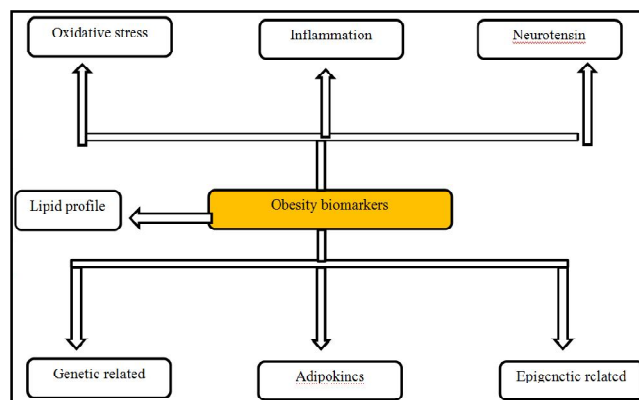 Oxidative stress
Inflammation
Neurotensin
Lipid profile
Obesity biomarkers
Genetic related
Adipokines
Epigenetic related